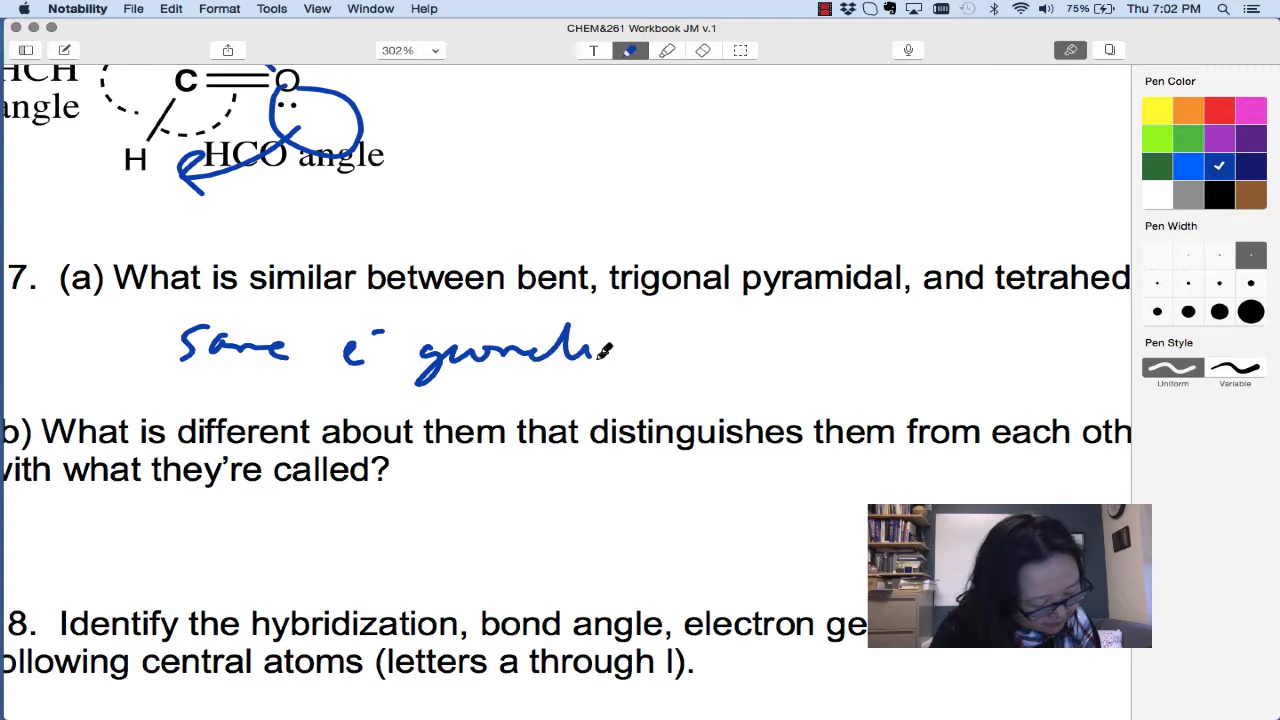 Notability File Edit Format Tools View Window Help 75% Thu 7:02 PM
CHEM&261 Workbook JM v.1
302% T
HCH
angle
C O
H
HCO angle
Pen Color
Pen Width
Pen Style
Uniform Variable
7. (a) What is similar between bent, trigonal pyramidal, and tetrahed
same e-
b) What is different about them that distinguishes them from each oth
with what they're called?
8. Identify the hybridization, bond angle, electron ge
ollowing central atoms (letters a through l).